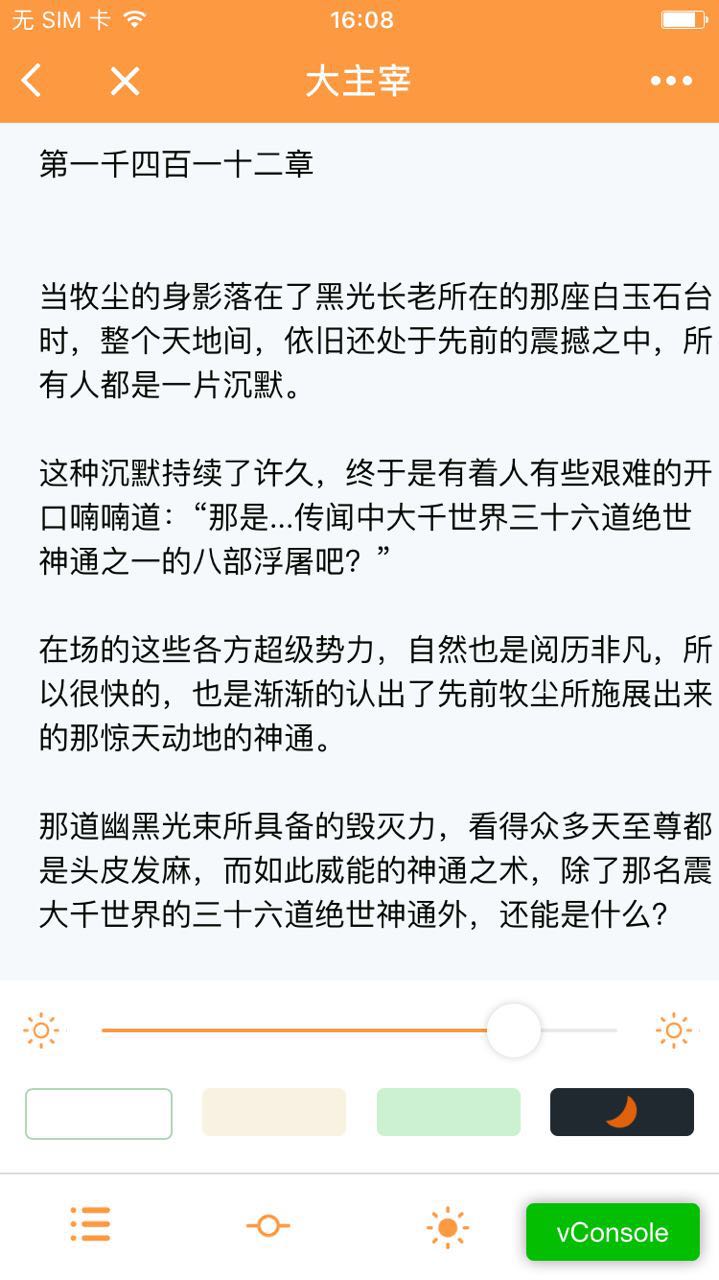 无 SIM 卡
16:08
大主宰
第一千四百一十二章
当牧尘的身影落在了黑光长老所在的那座白玉石台
时，整个天地间，依旧还处于先前的震撼之中，所
有人都是一片沉默。
这种沉默持续了许久，终于是有着人有些艰难的开
口喃喃道：“那是...传闻中大千世界三十六道绝世
神通之一的八部浮屠吧？”
在场的这些各方超级势力，自然也是阅历非凡，所
以很快的，也是渐渐的认出了先前牧尘所施展出来
的那惊天动地的神通。
那道幽黑光束所具备的毁灭力，看得众多天至尊都
是头皮发麻，而如此威能的神通之术，除了那名震
大千世界的三十六道绝世神通外，还能是什么？
vConsole